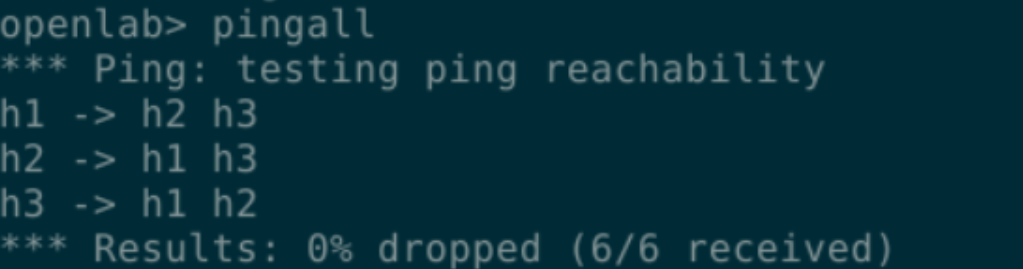 openlab> pingall
*** Ping: testing ping reachability
h1 -> h2 h3
h2 -> h1 h3
h3 -> h1 h2
*** Results: 0% dropped (6/6 received)